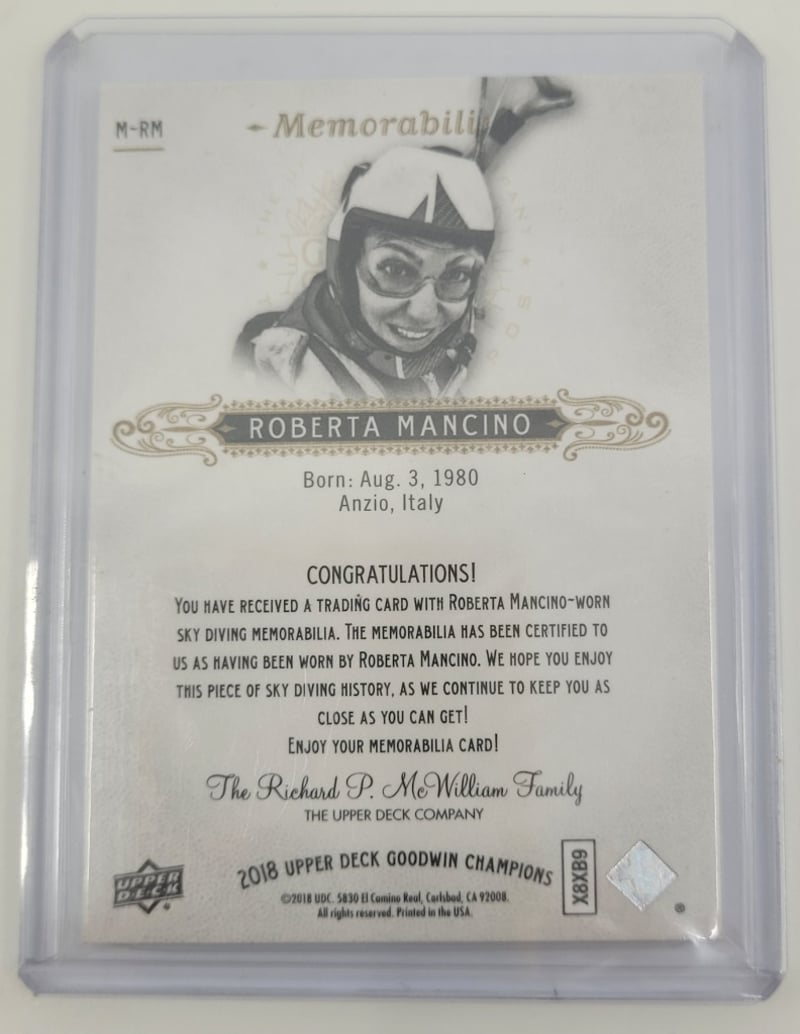 M-RM
Memorabili
ROBERTA MANCINO
Born: Aug. 3, 1980
Anzio, Italy
CONGRATULATIONS!
YOU HAVE RECEIVED A TRADING CARD WITH ROBERTA MANCINO-WORN
SKY DIVING MEMORABILIA. THE MEMORABILIA HAS BEEN CERTIFIED TO
US AS HAVING BEEN WORN BY ROBERTA MANCINO. WE HOPE YOU ENJOY
THIS PIECE OF SKY DIVING HISTORY, AS WE CONTINUE TO KEEP YOU AS
CLOSE AS YOU CAN GET!
ENJOY YOUR MEMORABILIA CARD!
The Richard P. McWilliam Family
THE UPPER DECK COMPANY
UPPER
DECK
2018 UPPER DECK GOODWIN CHAMPIONS
©2018 UDC. 5830 El Camino Real, Carlsbad, CA 92008.
All rights reserved. Printed in the USA.
X8XB9